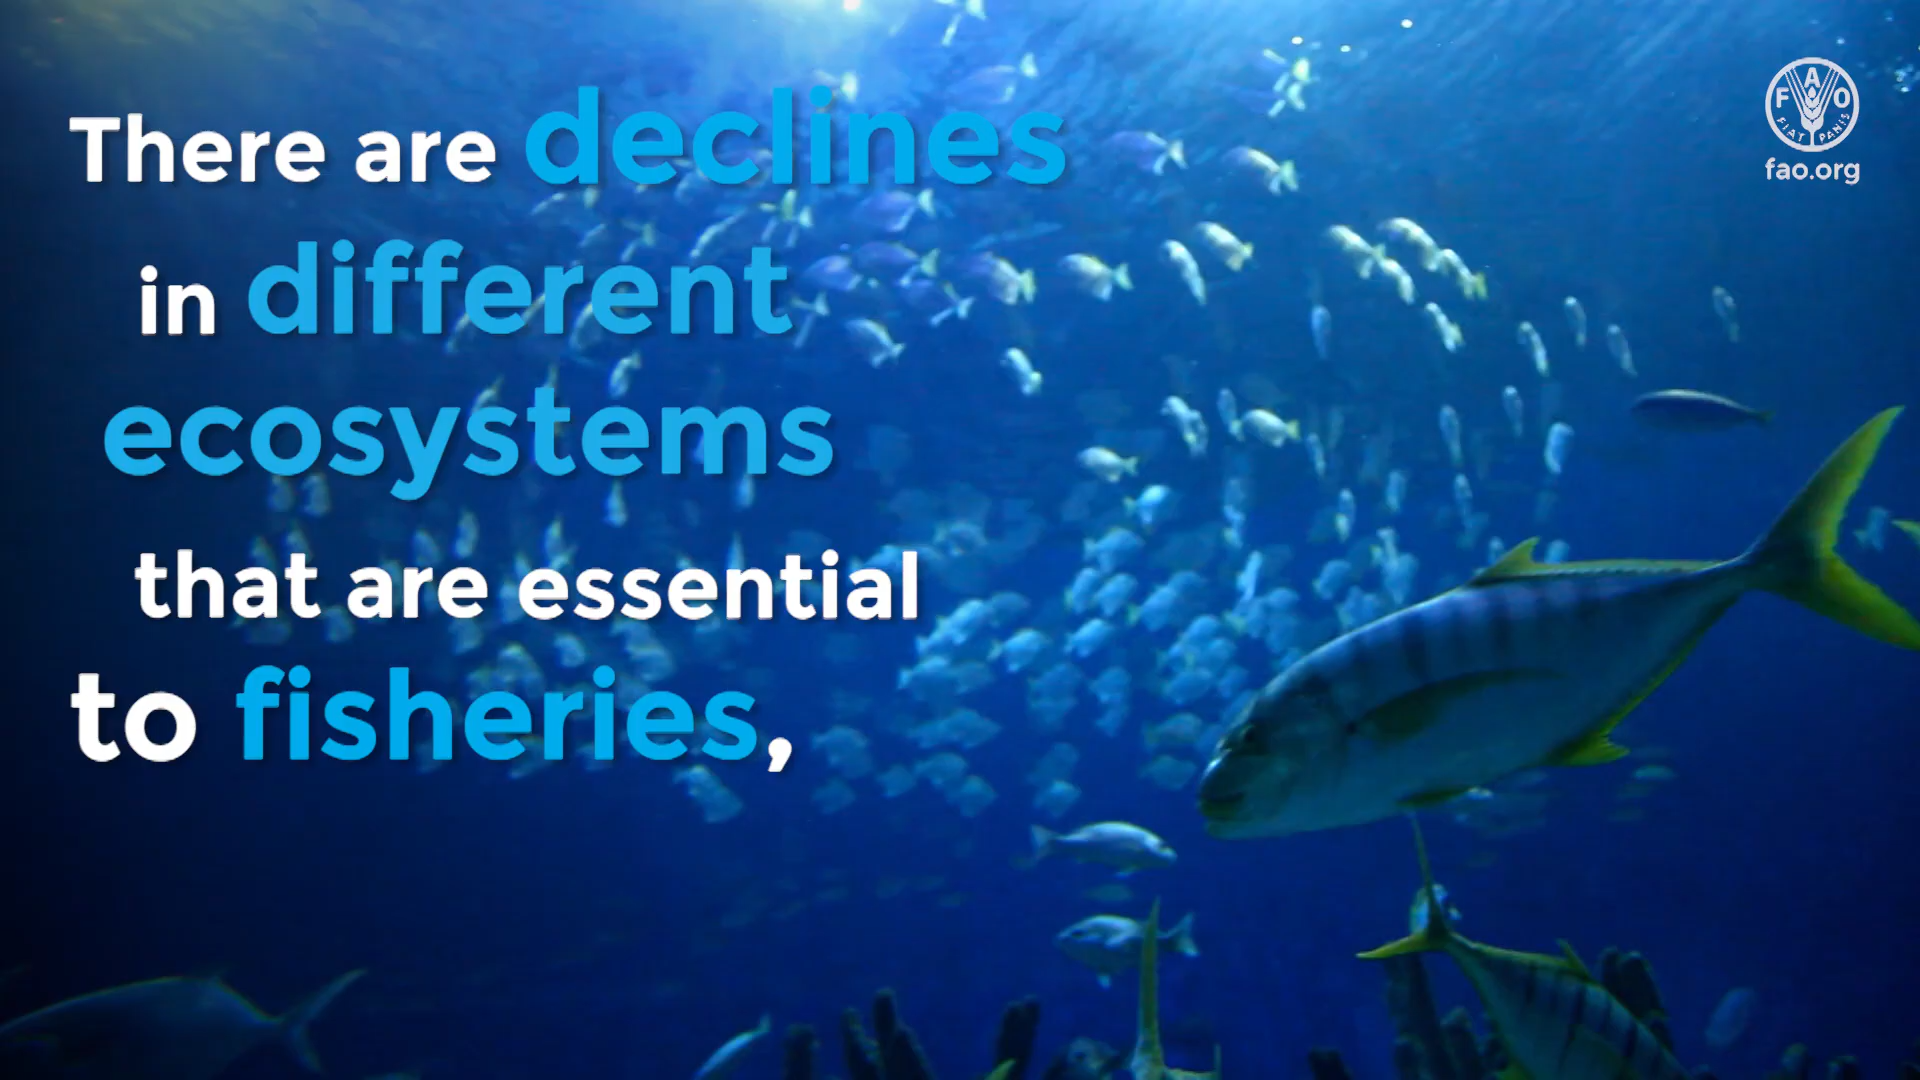 There are declines
in different
ecosystems
that are essential
to fisheries,
F A O
FIAT PANIS
fao.org